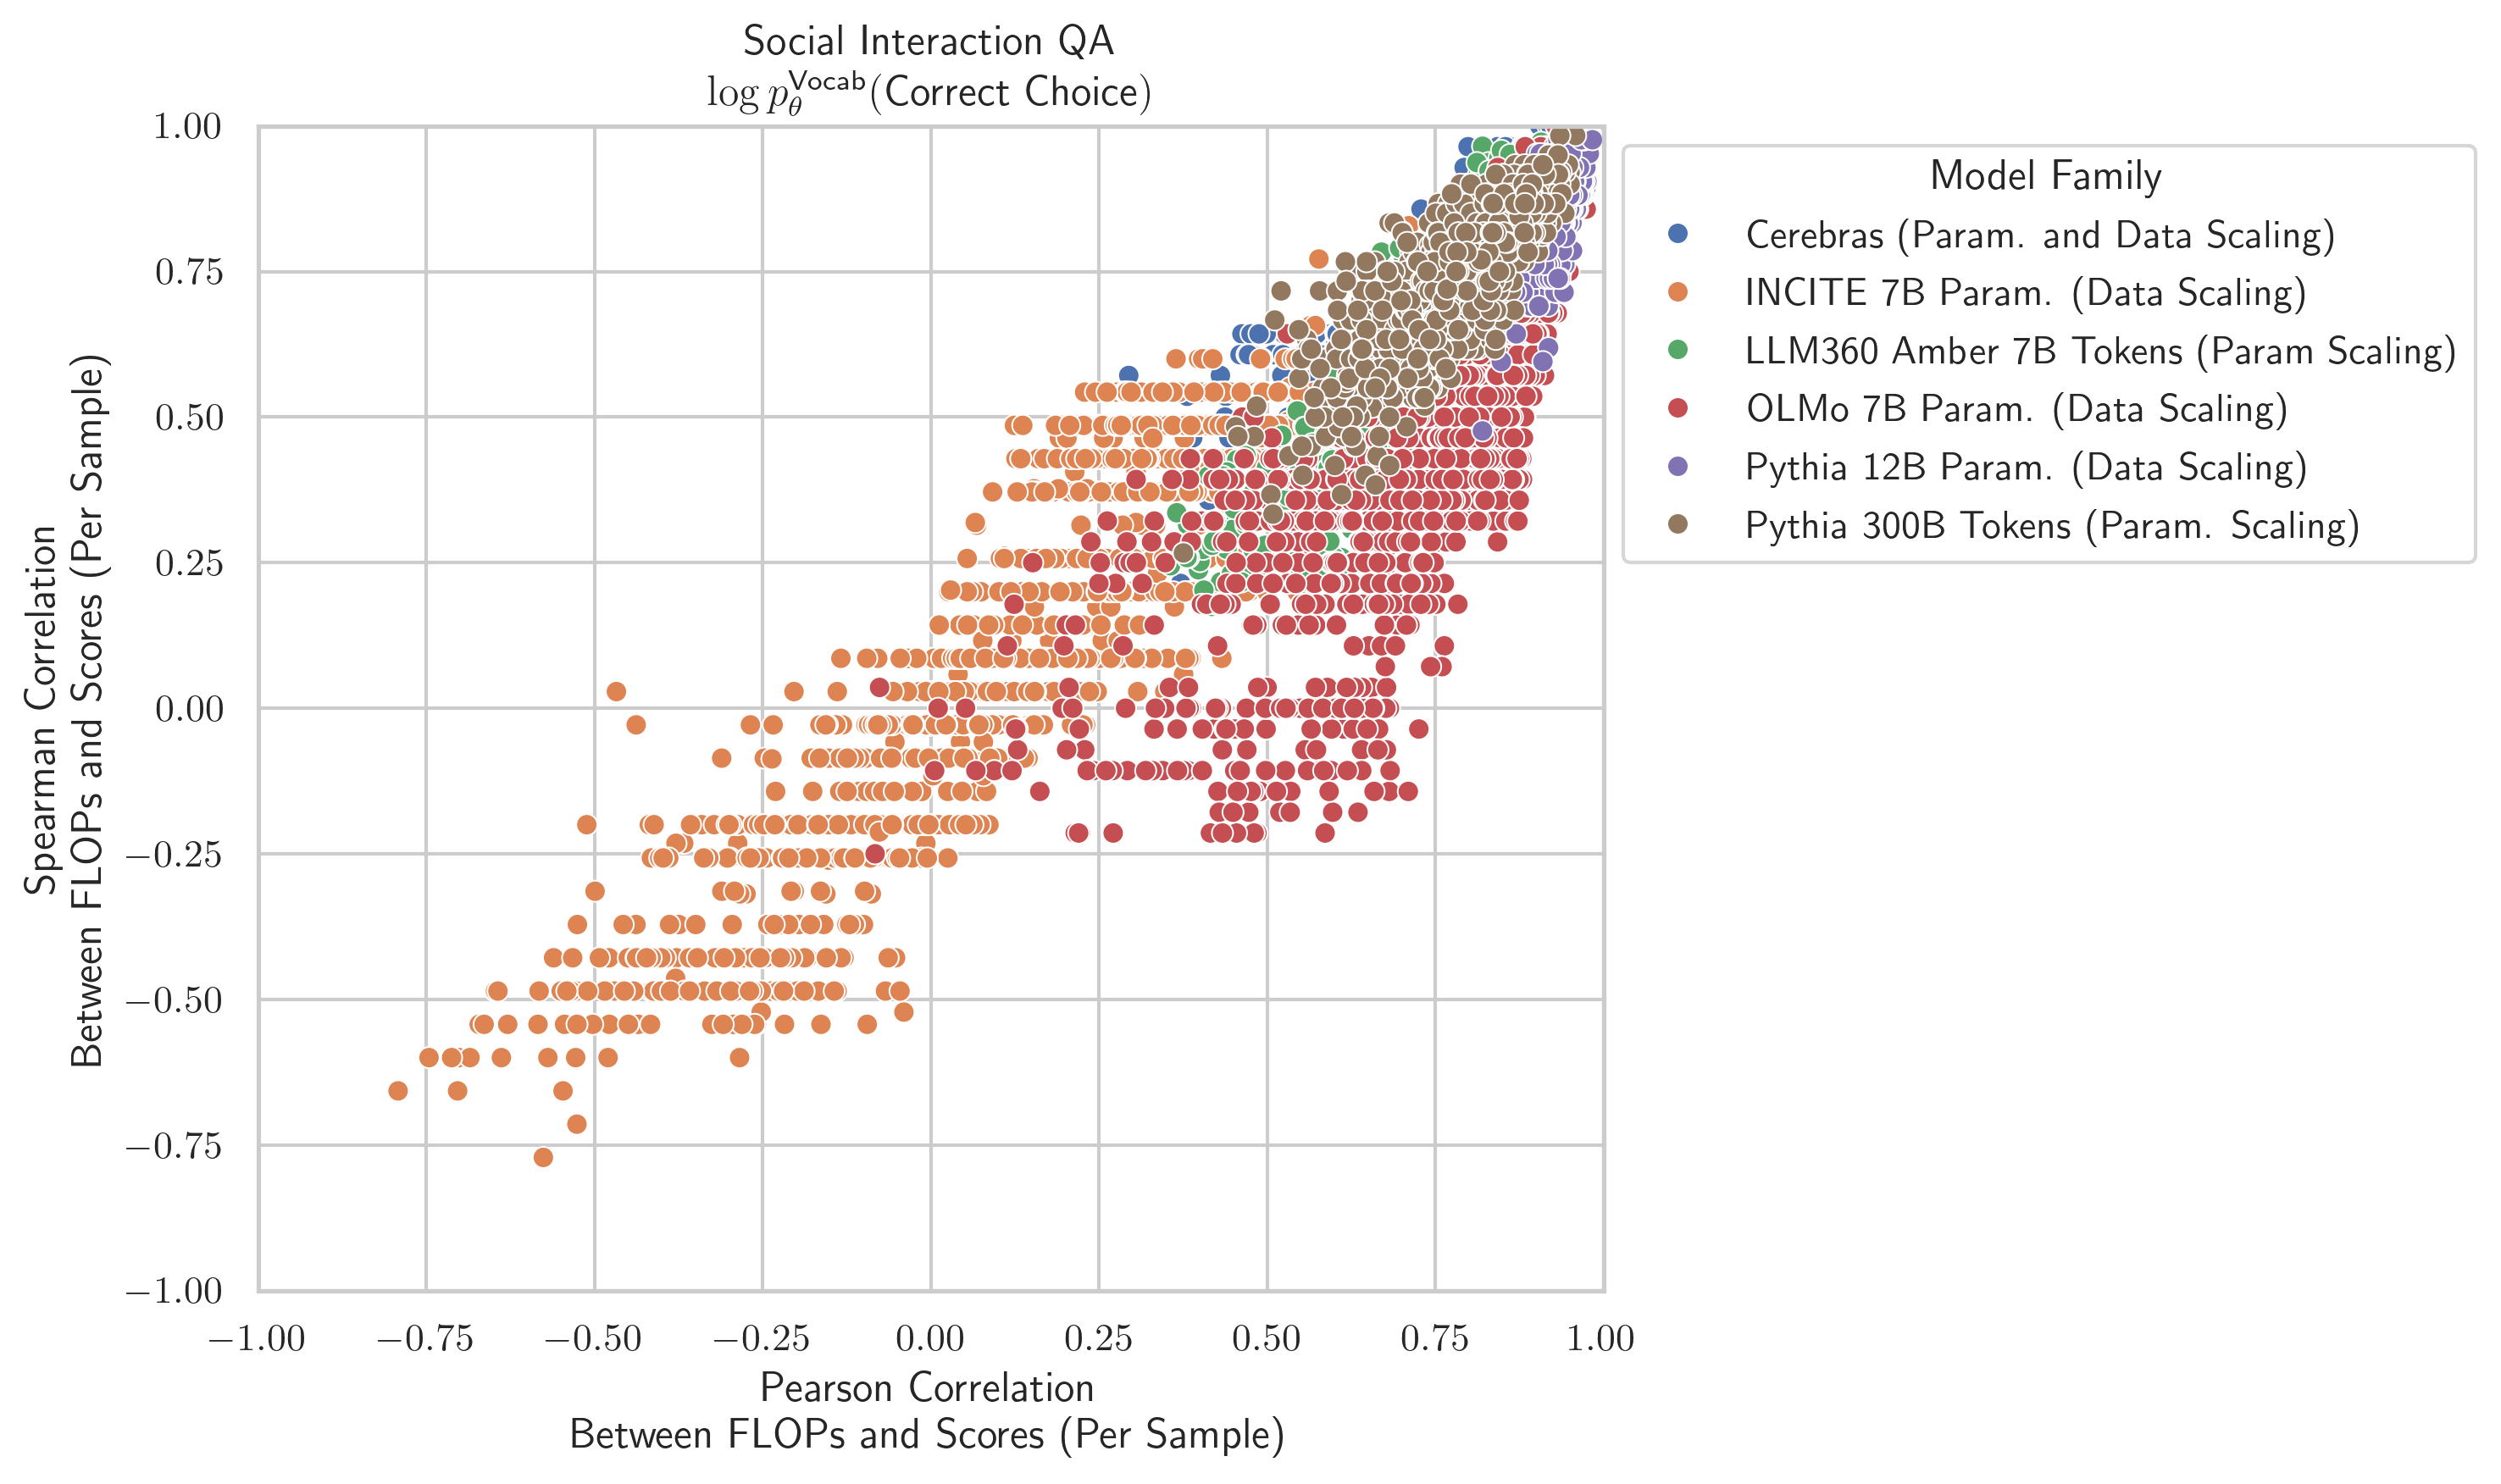 Social Interaction QA
log p_θ^Vocab(Correct Choice)
1.00
0.75
0.50
0.25
0.00
−0.25
−0.50
−0.75
−1.00
Spearman Correlation
Between FLOPs and Scores (Per Sample)
−1.00 −0.75 −0.50 −0.25 0.00 0.25 0.50 0.75 1.00
Pearson Correlation
Between FLOPs and Scores (Per Sample)
Model Family
Cerebras (Param. and Data Scaling)
INCITE 7B Param. (Data Scaling)
LLM360 Amber 7B Tokens (Param Scaling)
OLMo 7B Param. (Data Scaling)
Pythia 12B Param. (Data Scaling)
Pythia 300B Tokens (Param. Scaling)